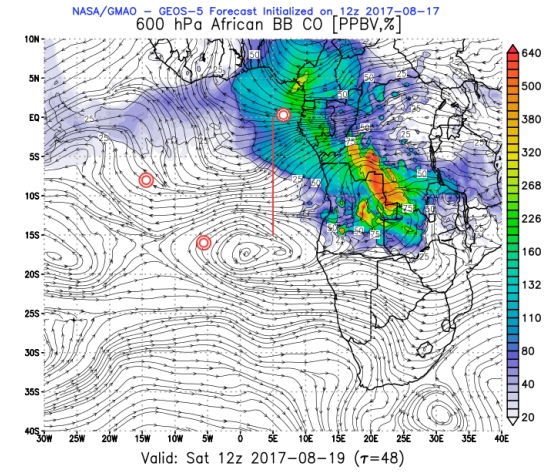 NASA/GMAO - GEOS-5 Forecast Initialized on 12z 2017-08-17
600 hPa African BB CO [PPBV,%]
10N
5N
EQ
5S
10S
15S
20S
25S
30S
35S
40S
30W 25W 20W 15W 10W 5W 0 5E 10E 15E 20E 25E 30E 35E 40E
640
500
380
320
268
226
160
132
110
80
40
20
Valid: Sat 12z 2017-08-19 (τ=48)